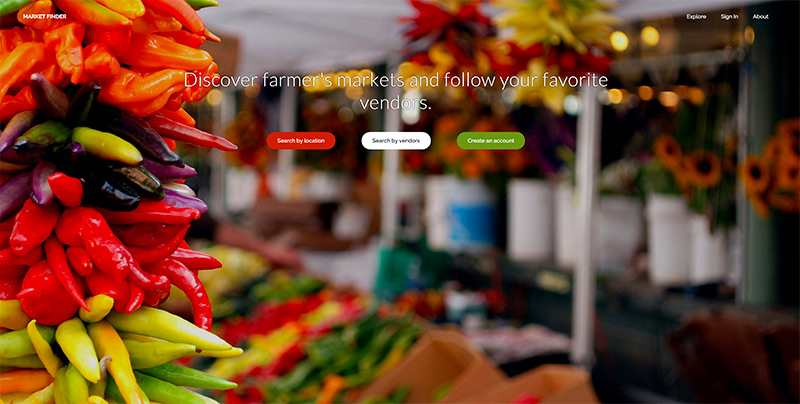 MARKET FINDER
Explore
Sign In
About
Discover farmer's markets and follow your favorite
vendors.
Search by location
Search by vendors
Create an account